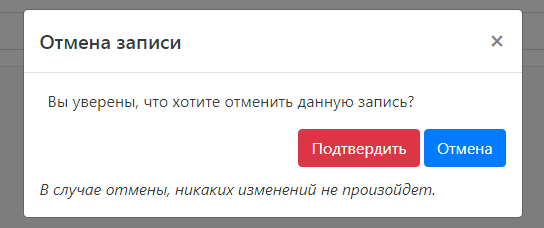 Отмена записи
×
Вы уверены, что хотите отменить данную запись?
Подтвердить Отмена
В случае отмены, никаких изменений не произойдет.